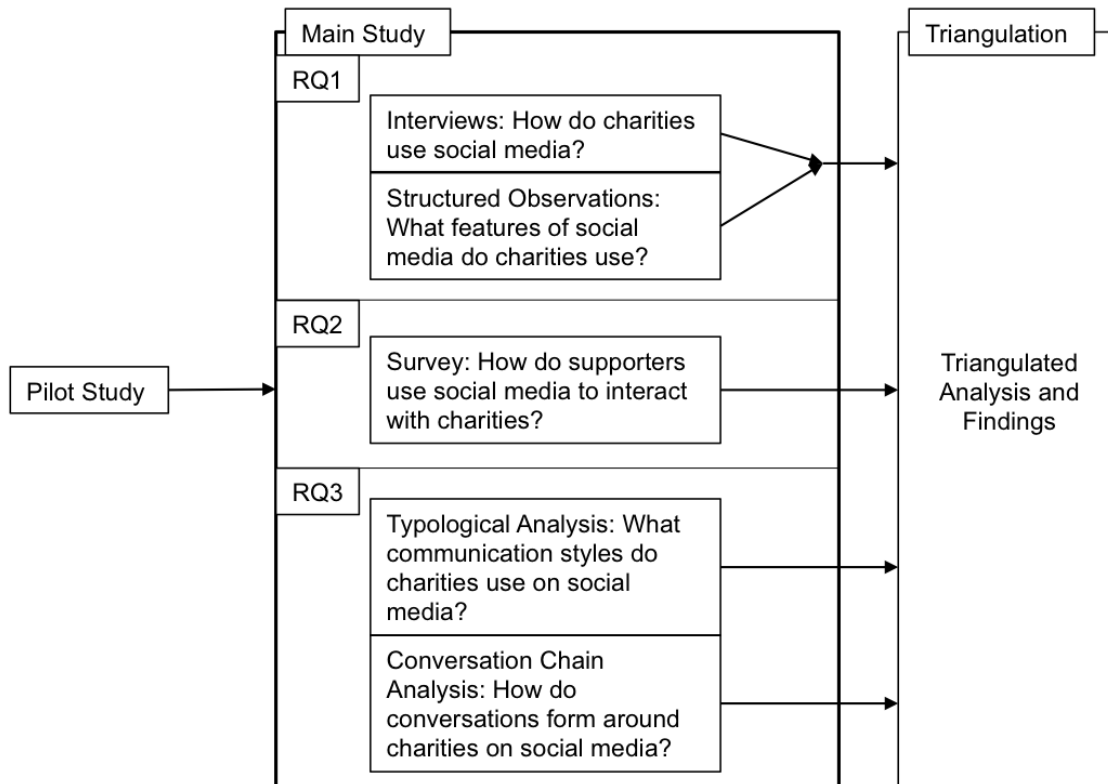 Main Study
Triangulation
RQ1
Interviews: How do charities
use social media?
Structured Observations:
What features of social
media do charities use?
RQ2
Survey: How do supporters
use social media to interact
with charities?
Pilot Study
Triangulated
Analysis and
Findings
RQ3
Typological Analysis: What
communication styles do
charities use on social
media?
Conversation Chain
Analysis: How do
conversations form around
charities on social media?